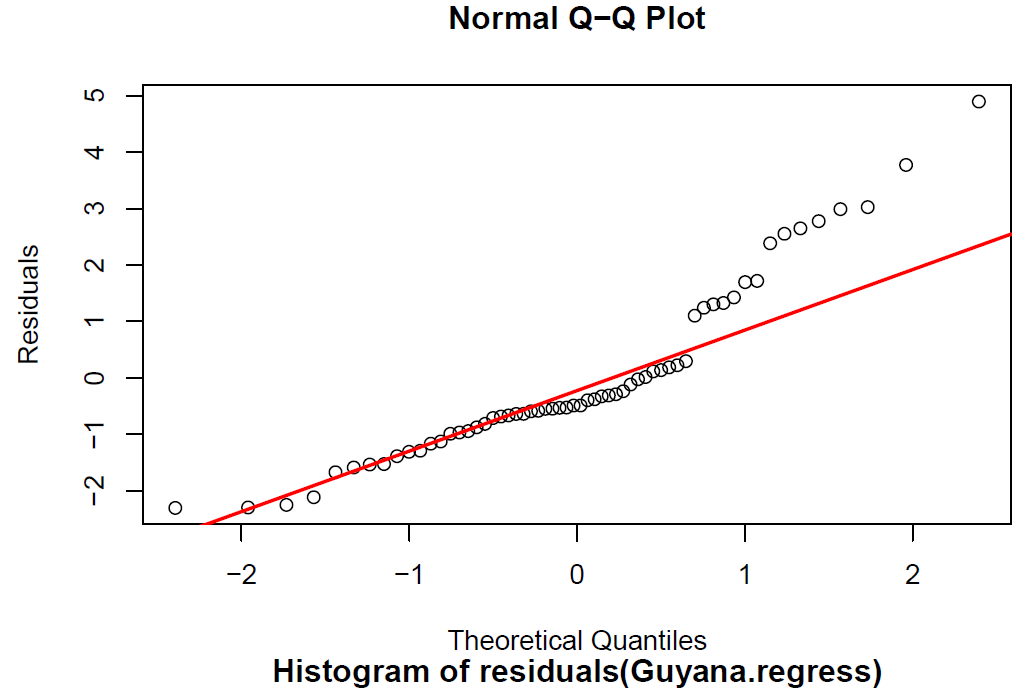 Normal Q−Q Plot
Residuals
5
4
3
2
1
0
−1
−2
−2 −1 0 1 2
Theoretical Quantiles
Histogram of residuals(Guyana.regress)